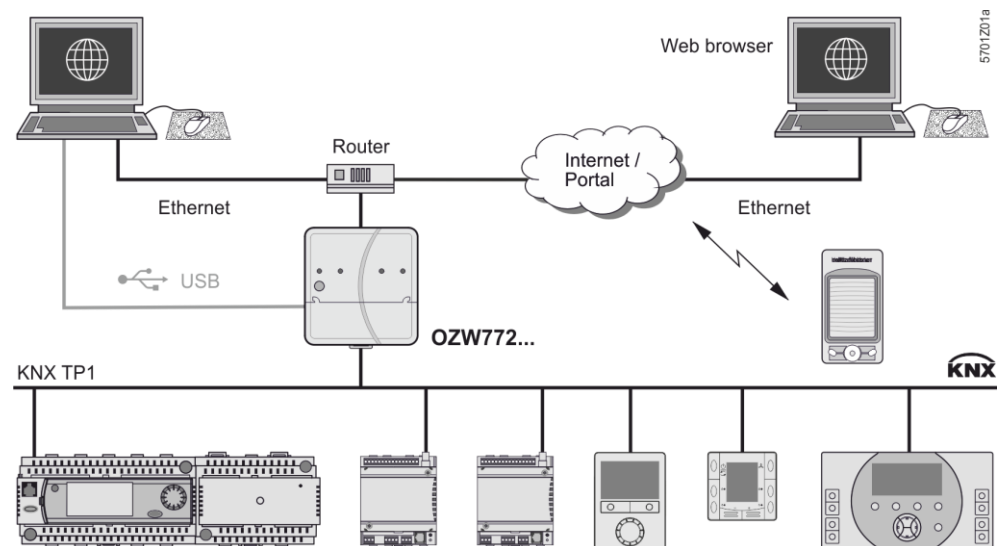 5701Z01a
Web browser
Router
Internet /
Portal
Ethernet
Ethernet
USB
OZW772...
KNX TP1
KNX